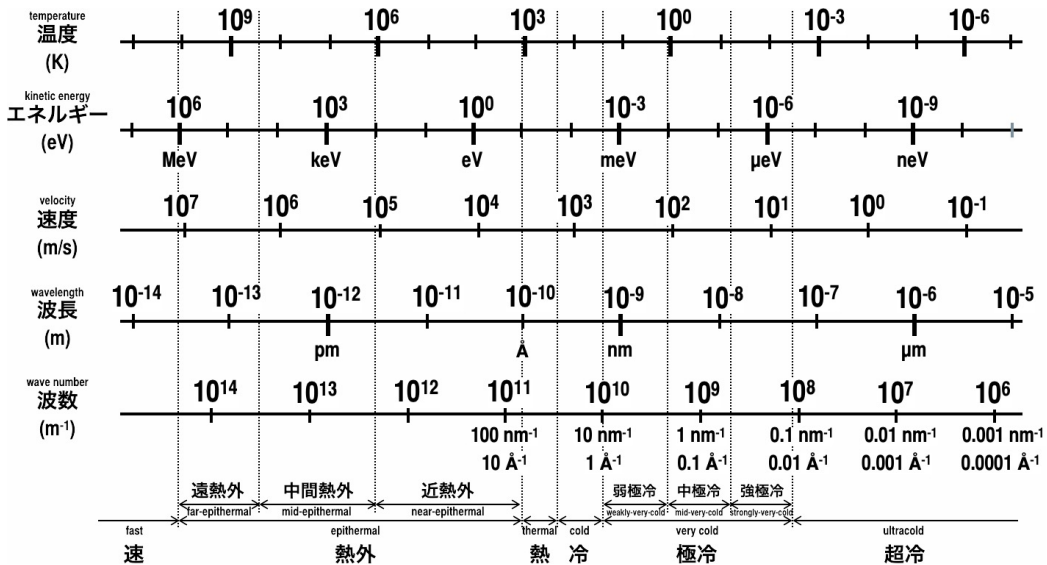 temperature
温度
(K)
10⁹ 10⁶ 10³ 10⁰ 10⁻³ 10⁻⁶
kinetic energy
エネルギー
(eV)
10⁶ 10³ 10⁰ 10⁻³ 10⁻⁶ 10⁻⁹
MeV keV eV meV μeV neV
velocity
速度
(m/s)
10⁷ 10⁶ 10⁵ 10⁴ 10³ 10² 10¹ 10⁰ 10⁻¹
wavelength
波長
(m)
10⁻¹⁴ 10⁻¹³ 10⁻¹² 10⁻¹¹ 10⁻¹⁰ 10⁻⁹ 10⁻⁸ 10⁻⁷ 10⁻⁶ 10⁻⁵
pm Å nm μm
wave number
波数
(m⁻¹)
10¹⁴ 10¹³ 10¹² 10¹¹ 10¹⁰ 10⁹ 10⁸ 10⁷ 10⁶
100 nm⁻¹ 10 nm⁻¹ 1 nm⁻¹ 0.1 nm⁻¹ 0.01 nm⁻¹ 0.001 nm⁻¹
10 Å⁻¹ 1 Å⁻¹ 0.1 Å⁻¹ 0.01 Å⁻¹ 0.001 Å⁻¹ 0.0001 Å⁻¹
遠熱外 中間熱外 近熱外 弱極冷 中極冷 強極冷
far-epithermal mid-epithermal near-epithermal weakly-very-cold mid-very-cold strongly-very-cold
fast epithermal thermal cold very cold ultracold
速 熱外 熱 冷 極冷 超冷